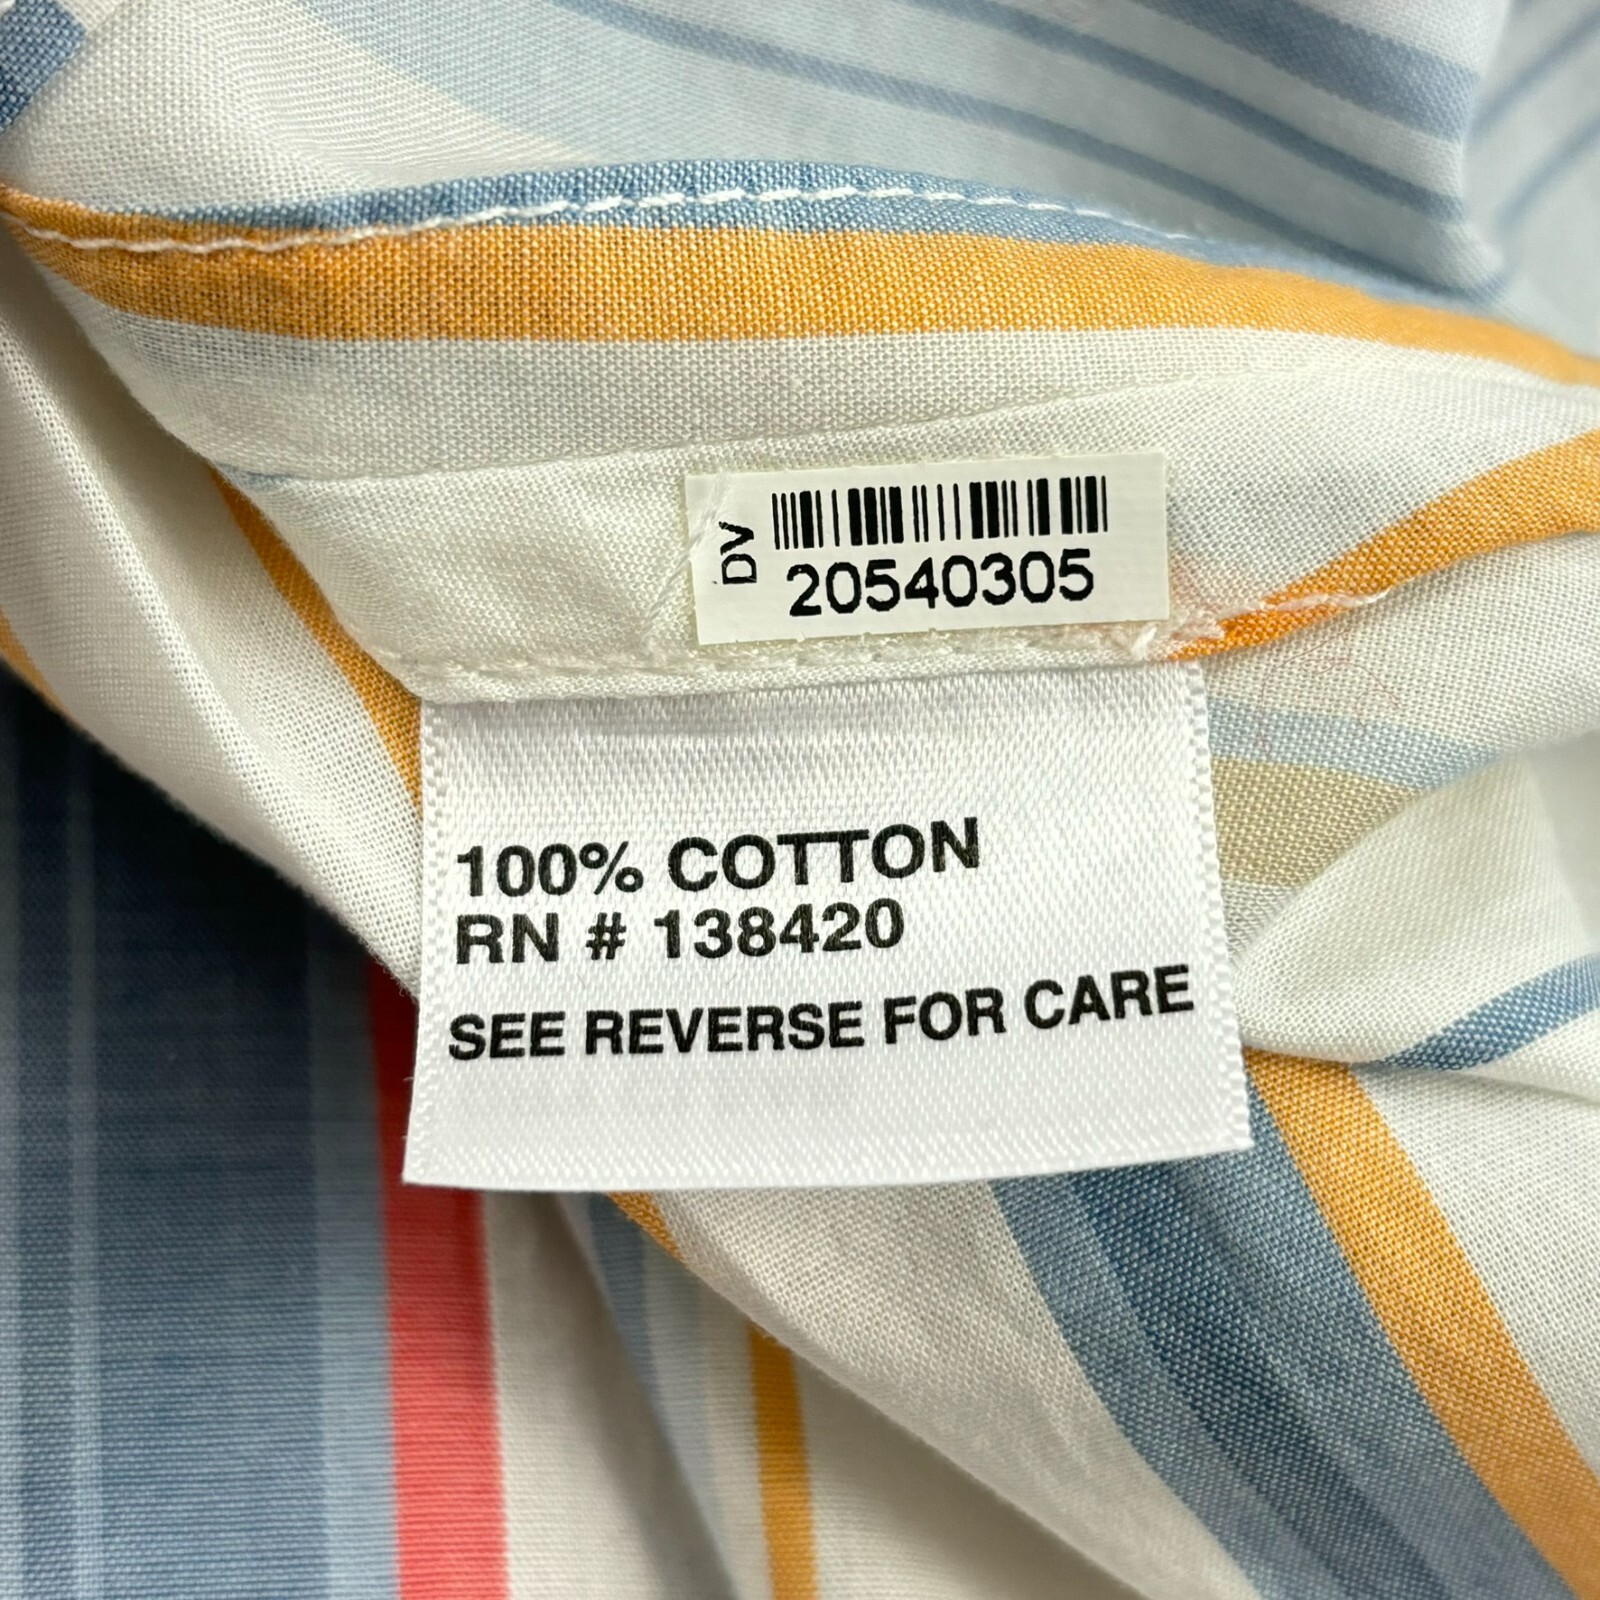 DV
20540305
100% COTTON
RN # 138420
SEE REVERSE FOR CARE